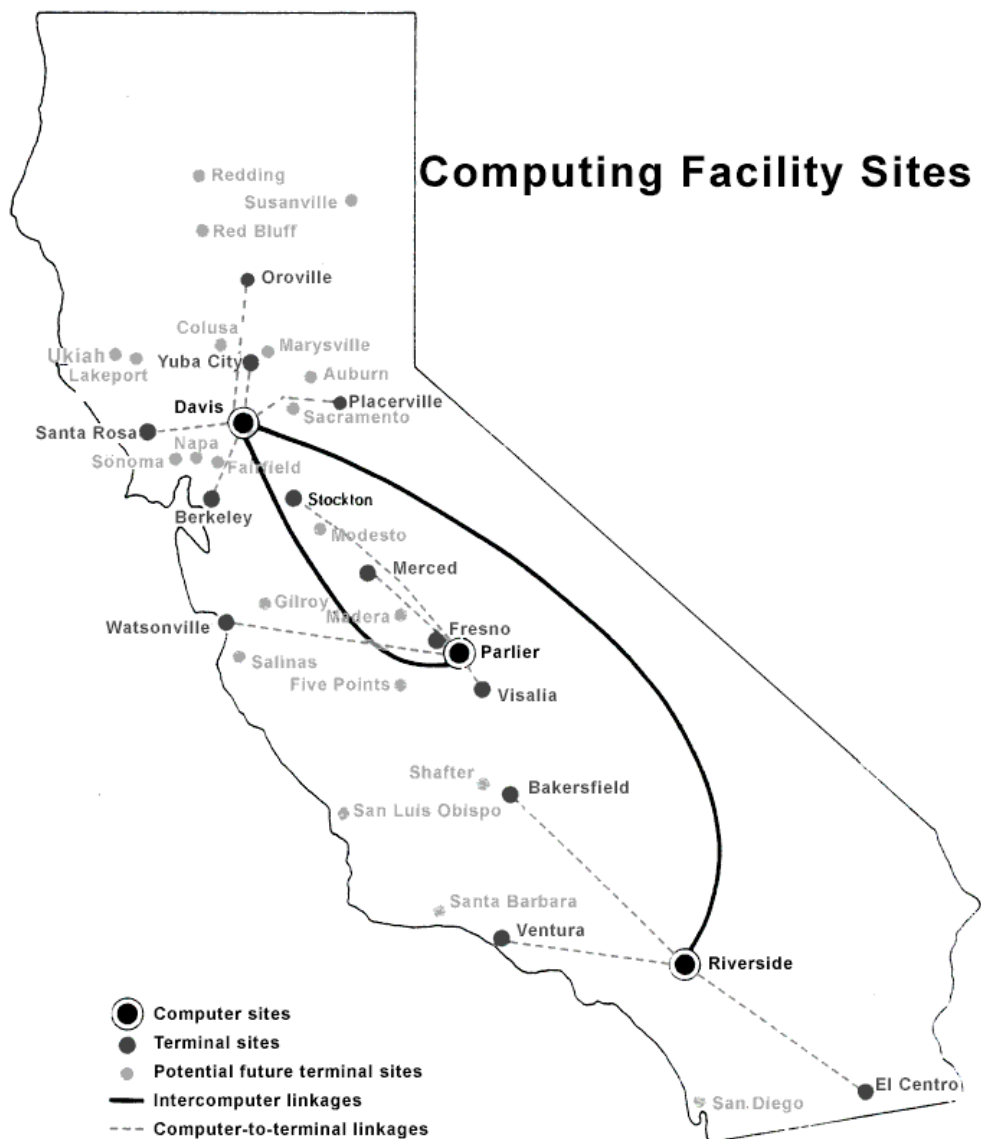 Computing Facility Sites
Redding
Susanville
Red Bluff
Oroville
Colusa
Marysville
Ukiah
Yuba City
Lakeport
Auburn
Placerville
Davis
Sacramento
Santa Rosa
Napa
Sonoma
Fairfield
Stockton
Berkeley
Modesto
Merced
Gilroy
Madera
Watsonville
Fresno
Parlier
Salinas
Five Points
Visalia
Shafter
Bakersfield
San Luis Obispo
Santa Barbara
Ventura
Riverside
Computer sites
Terminal sites
Potential future terminal sites
El Centro
Intercomputer linkages
San Diego
Computer-to-terminal linkages